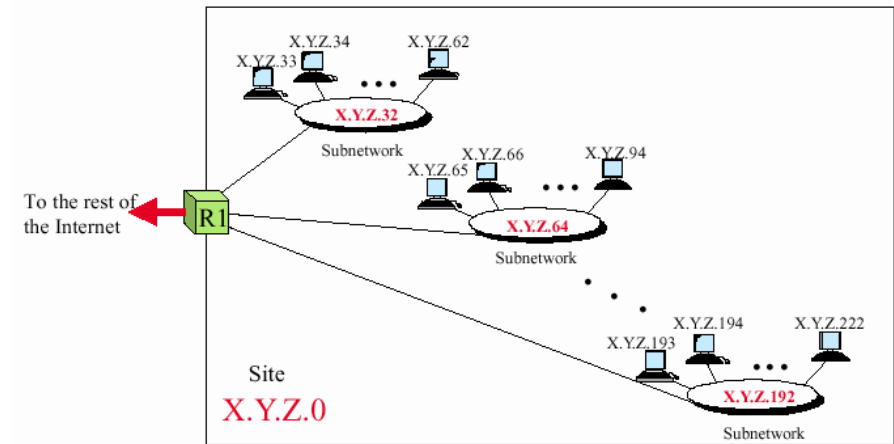 X.Y.Z.34
X.Y.Z.62
X.Y.Z.33
X.Y.Z.32
Subnetwork
X.Y.Z.66
X.Y.Z.94
X.Y.Z.65
To the rest of
the Internet
R1
X.Y.Z.64
Subnetwork
X.Y.Z.194
X.Y.Z.222
X.Y.Z.193
Site
X.Y.Z.0
X.Y.Z.192
Subnetwork